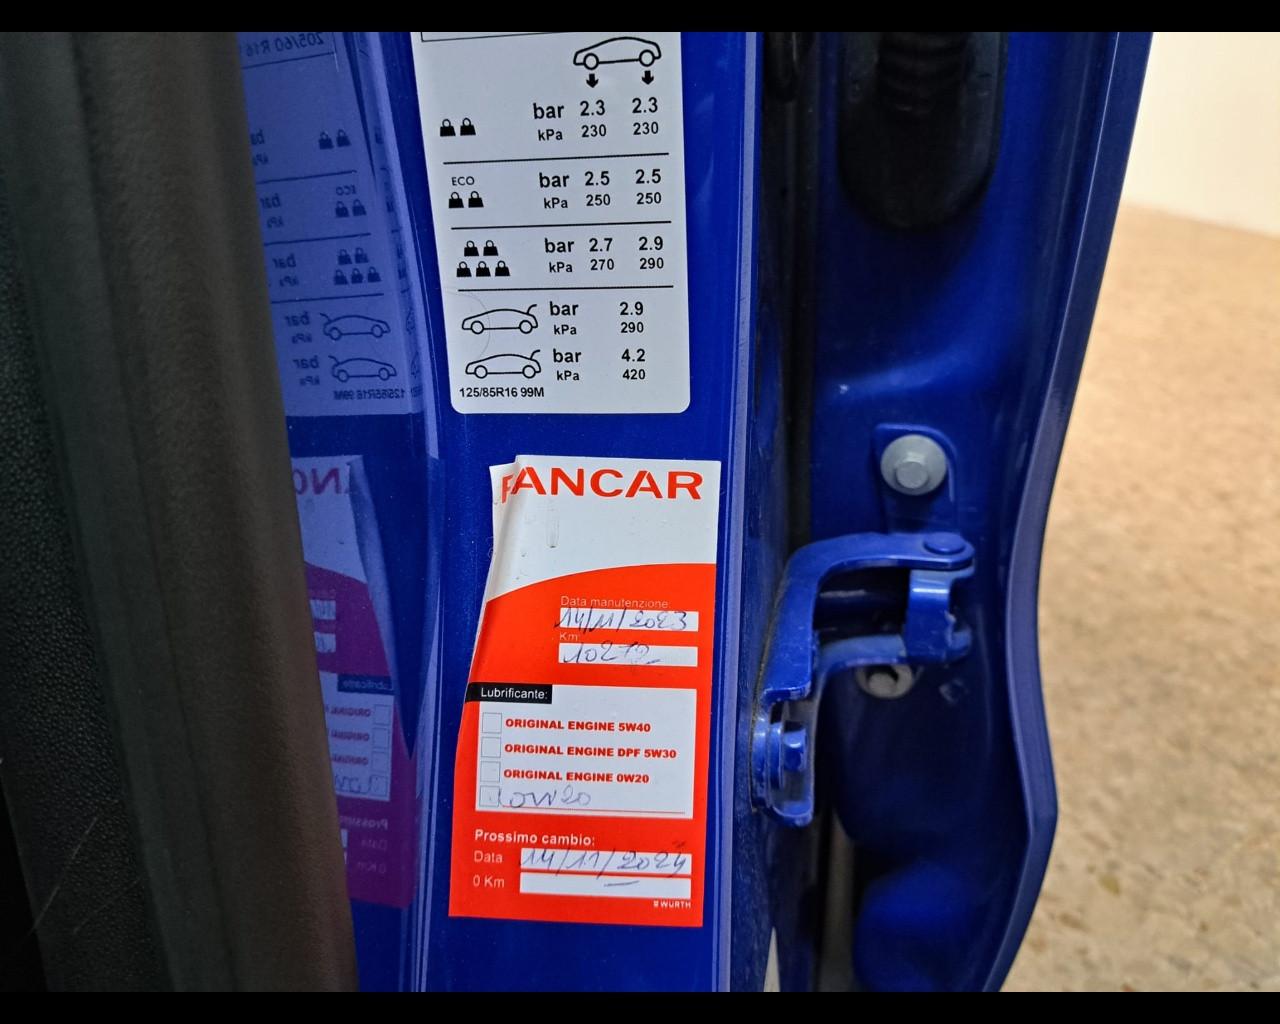 bar 2.3 2.3
kPa 230 230
ECO
bar 2.5 2.5
kPa 250 250
bar 2.7 2.9
kPa 270 290
bar 2.9
kPa 290
bar 4.2
kPa 420
125/85R16 99M
FANCAR
Data manutenzione:
14/11/2023
Km:
10272
Lubrificante:
ORIGINAL ENGINE 5W40
ORIGINAL ENGINE DPF 5W30
ORIGINAL ENGINE 0W20
0W20
Prossimo cambio:
Data 14/11/2024
0 Km
WÜRTH